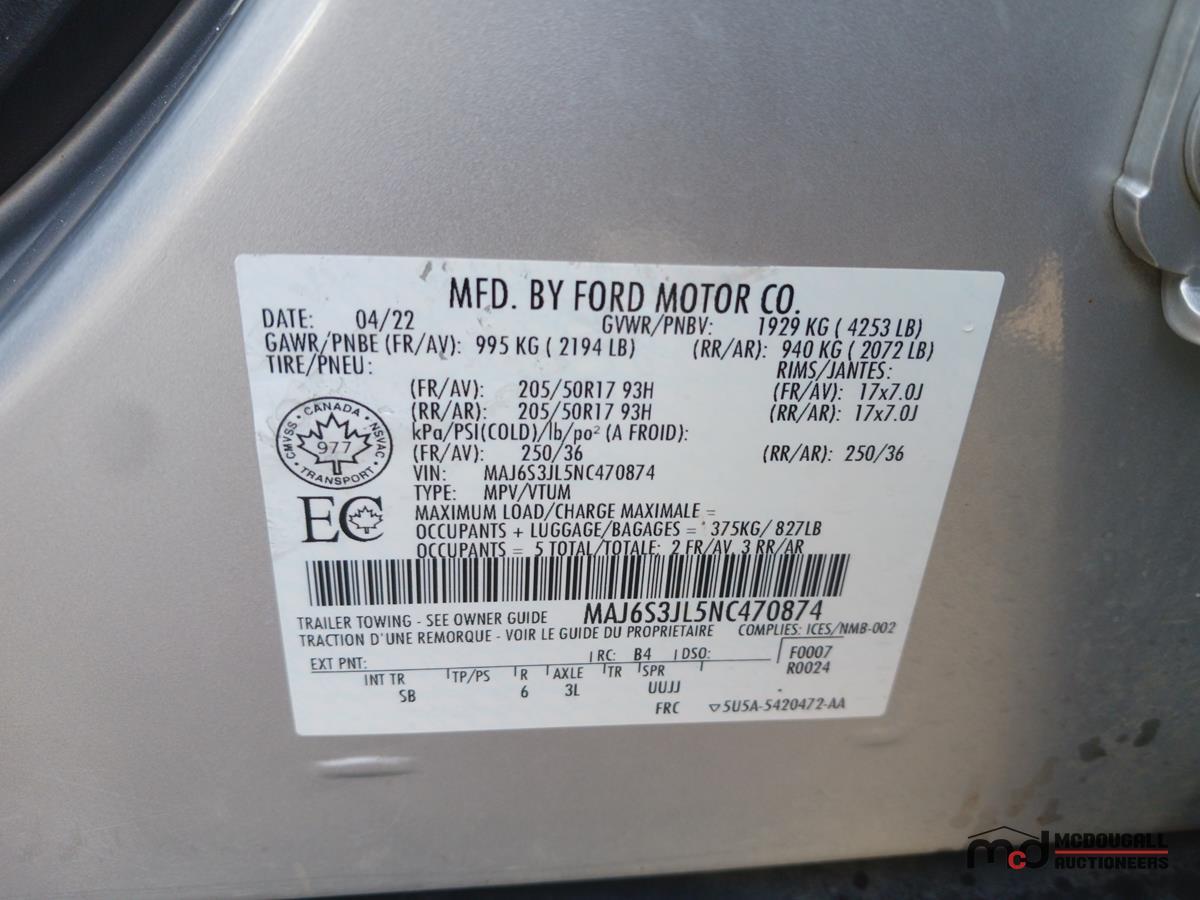 MFD. BY FORD MOTOR CO.
DATE: 04/22 GVWR/PNBV: 1929 KG ( 4253 LB)
GAWR/PNBE (FR/AV): 995 KG ( 2194 LB) (RR/AR): 940 KG ( 2072 LB)
TIRE/PNEU: RIMS/JANTES:
(FR/AV): 205/50R17 93H (FR/AV): 17x7.0J
(RR/AR): 205/50R17 93H (RR/AR): 17x7.0J
kPa/PSI(COLD)/lb/po² (A FROID):
(FR/AV): 250/36 (RR/AR): 250/36
VIN: MAJ6S3JL5NC470874
TYPE: MPV/VTUM
MAXIMUM LOAD/CHARGE MAXIMALE =
OCCUPANTS + LUGGAGE/BAGAGES = 375KG/ 827LB
OCCUPANTS = 5 TOTAL/TOTALE: 2 FR/AV, 3 RR/AR
CANADA
CMVSS • NSVAC
977
TRANSPORT
EC
MAJ6S3JL5NC470874
TRAILER TOWING - SEE OWNER GUIDE
TRACTION D'UNE REMORQUE - VOIR LE GUIDE DU PROPRIETAIRE COMPLIES: ICES/NMB-002
EXT PNT: RC: B4 DSO: F0007
R0024
INT TR TP/PS R AXLE TR SPR
SB 6 3L UUJJ
FRC ▽5U5A-5420472-AA
mcd MCDOUGALL
AUCTIONEERS